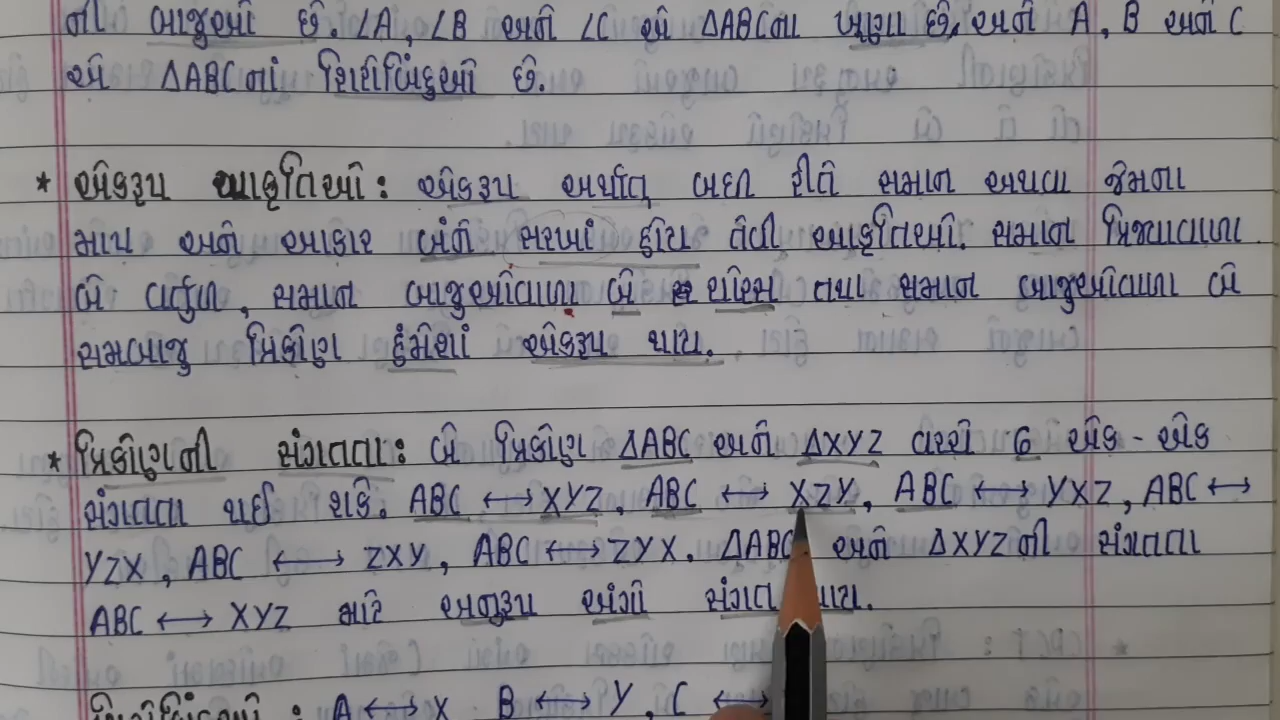 ની બાજુઓ છે. ∠A, ∠B અને ∠C એ ΔABCના ખૂણા છે, અને A, B અને C
એ ΔABC નાં શિરોબિંદુઓ છે.
* એકરૂપ આકૃતિઓ : એકરૂપ અર્થાત્ બધી રીતે સમાન અથવા જેમના
માપ અને આકાર બંને સરખાં હોય તેવી આકૃતિઓ. સમાન ત્રિજ્યાવાળા
બે વર્તુળ, સમાન બાજુઓવાળા બે ચોરસ તથા સમાન બાજુઓવાળા બે
સમબાજુ ત્રિકોણ હંમેશાં એકરૂપ થાય.
* ત્રિકોણની સંગતતા : બે ત્રિકોણ ΔABC અને ΔXYZ વચ્ચે 6 એક - એક
સંગતતા થઈ શકે. ABC ↔ XYZ, ABC ↔ XZY, ABC ↔ YXZ, ABC ↔
YZX, ABC ↔ ZXY, ABC ↔ ZYX. ΔABC અને ΔXYZની સંગતતા
ABC ↔ XYZ માટે અનુરૂપ અંગો સંગત થાય.
શિરોબિંદુઓ : A ↔ X B ↔ Y, C ↔